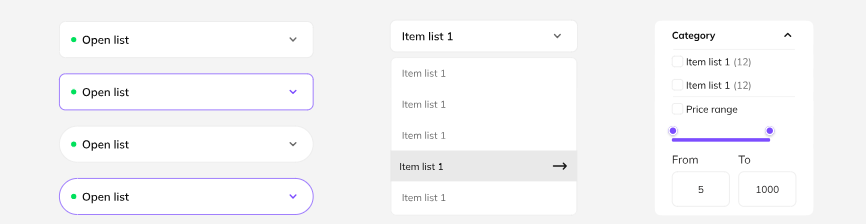 Open list
Open list
Open list
Open list
Item list 1
Item list 1
Item list 1
Item list 1
Item list 1
Item list 1
Category
Item list 1 (12)
Item list 1 (12)
Price range
From To
5 1000